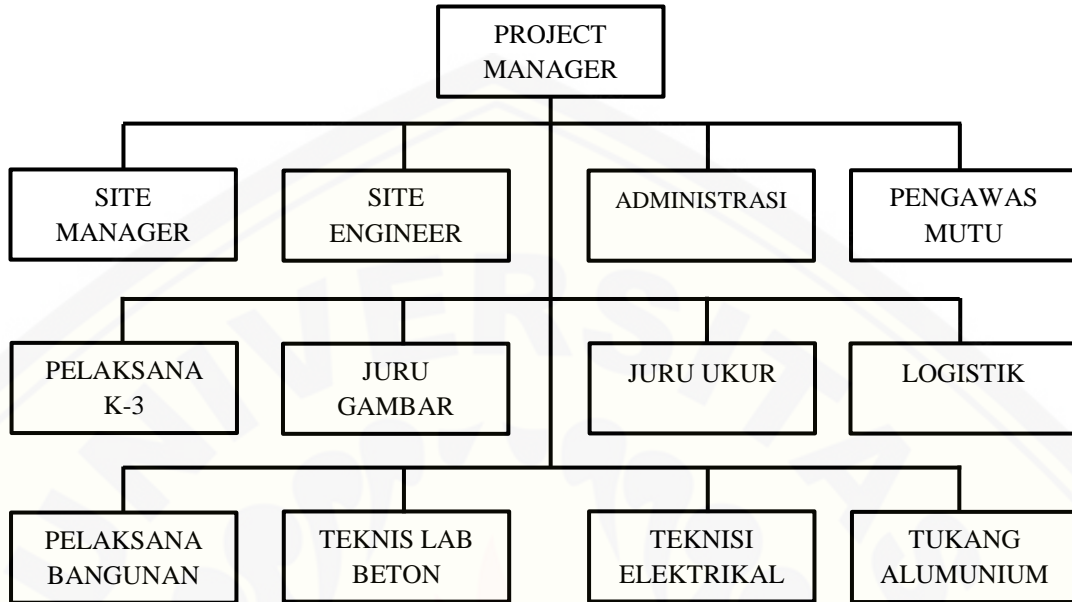 PROJECT
MANAGER
SITE
MANAGER
SITE
ENGINEER
ADMINISTRASI
PENGAWAS
MUTU
PELAKSANA
K-3
JURU
GAMBAR
JURU UKUR
LOGISTIK
PELAKSANA
BANGUNAN
TEKNIS LAB
BETON
TEKNISI
ELEKTRIKAL
TUKANG
ALUMUNIUM
UNIVERSITAS